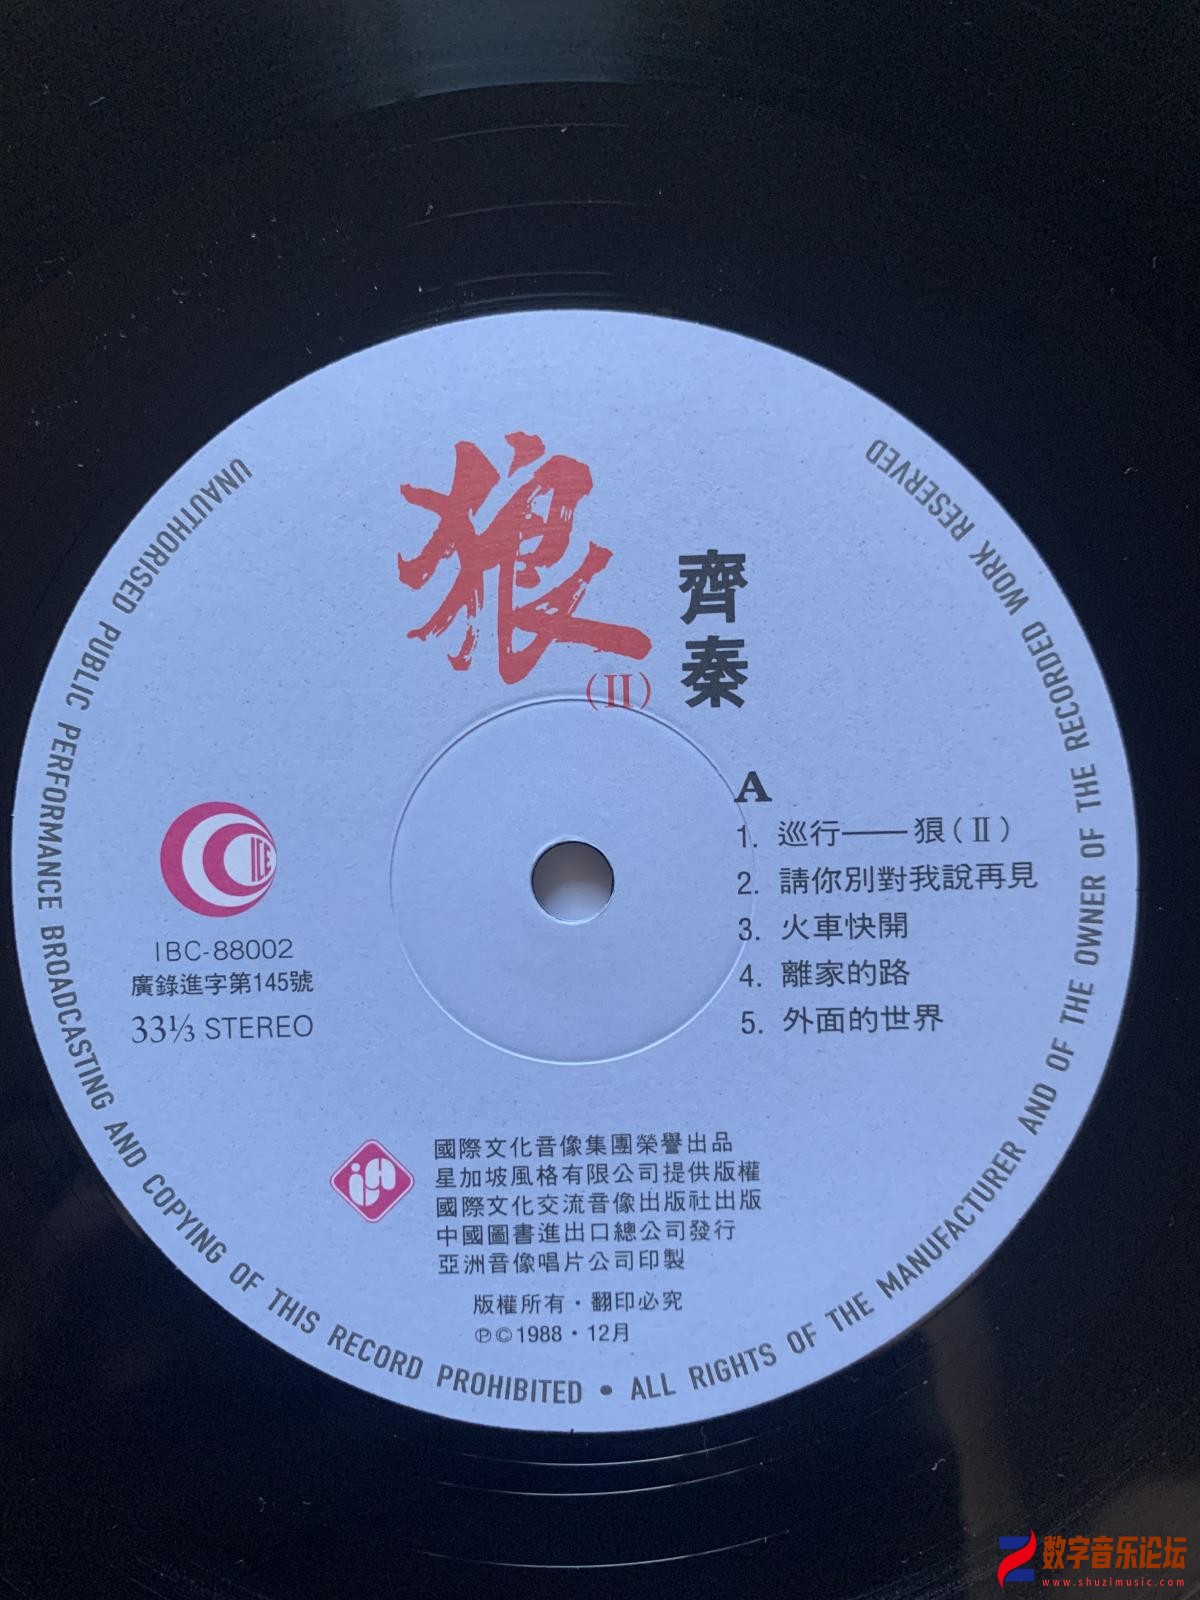 狼
(II)
齊秦
A
1. 巡行——狼(II)
2. 請你別對我說再見
3. 火車快開
4. 離家的路
5. 外面的世界
ICE
IBC-88002
廣錄進字第145號
33⅓ STEREO
國際文化音像集團榮譽出品
星加坡風格有限公司提供版權
國際文化交流音像出版社出版
中國圖書進出口總公司發行
亞洲音像唱片公司印製
版權所有·翻印必究
℗©1988·12月
UNAUTHORISED PUBLIC PERFORMANCE BROADCASTING AND COPYING OF THIS RECORD PROHIBITED • ALL RIGHTS OF THE MANUFACTURER AND OF THE OWNER OF THE RECORDED WORK RESERVED
数字音乐论坛
www.shuzimusic.com